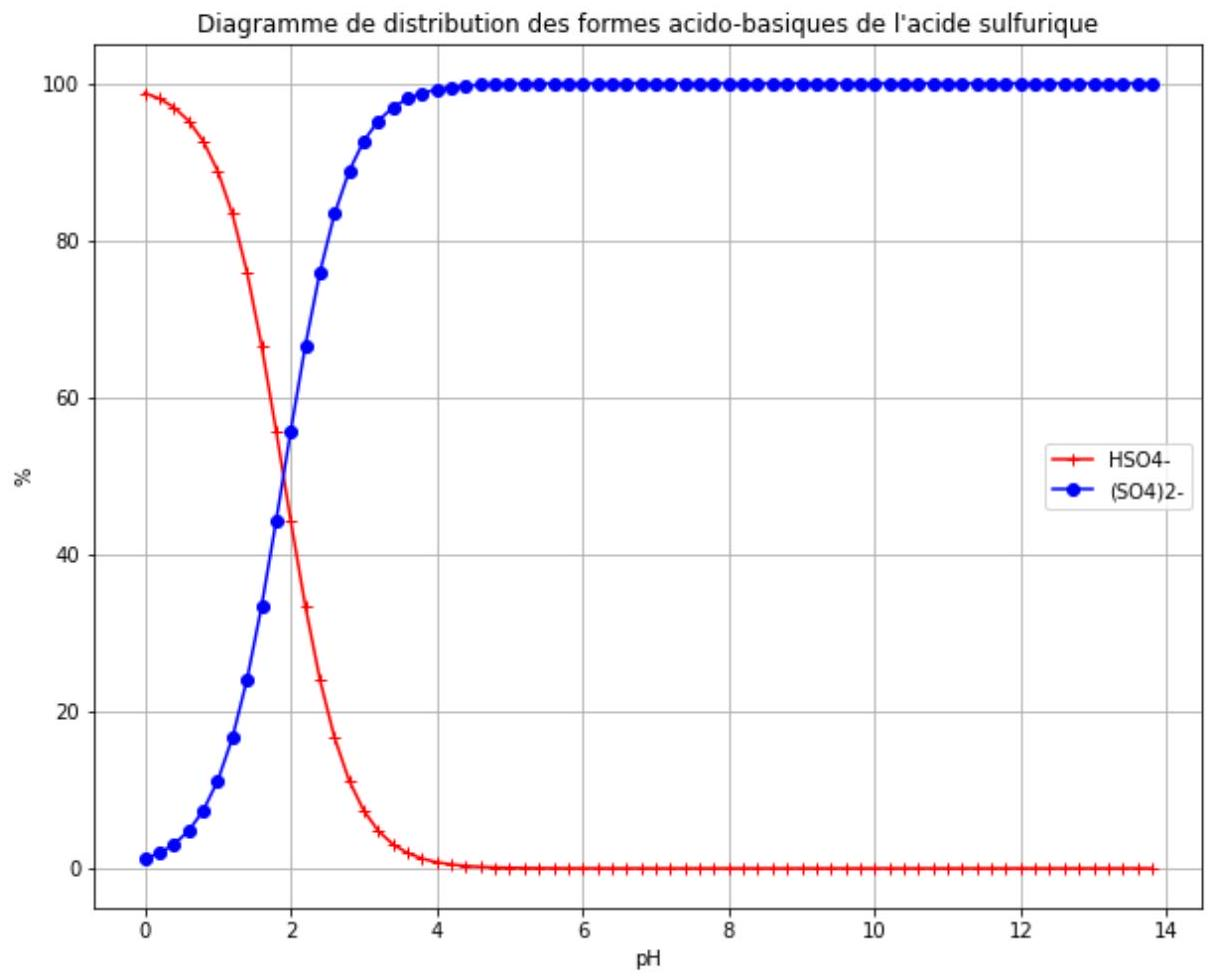 Diagramme de distribution des formes acido-basiques de l'acide sulfurique
100
80
60
40
20
0
%
HSO4-
(SO4)2-
0 2 4 6 8 10 12 14
pH